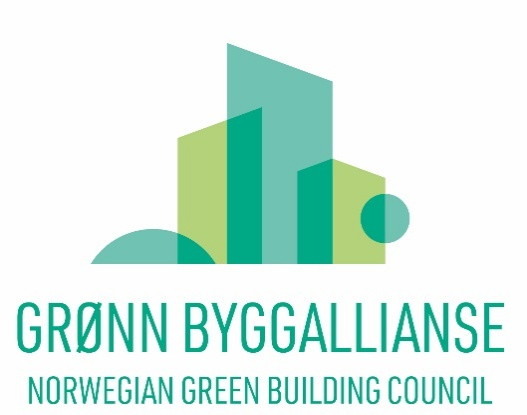 GRØNN BYGGALLIANSE
NORWEGIAN GREEN BUILDING COUNCIL